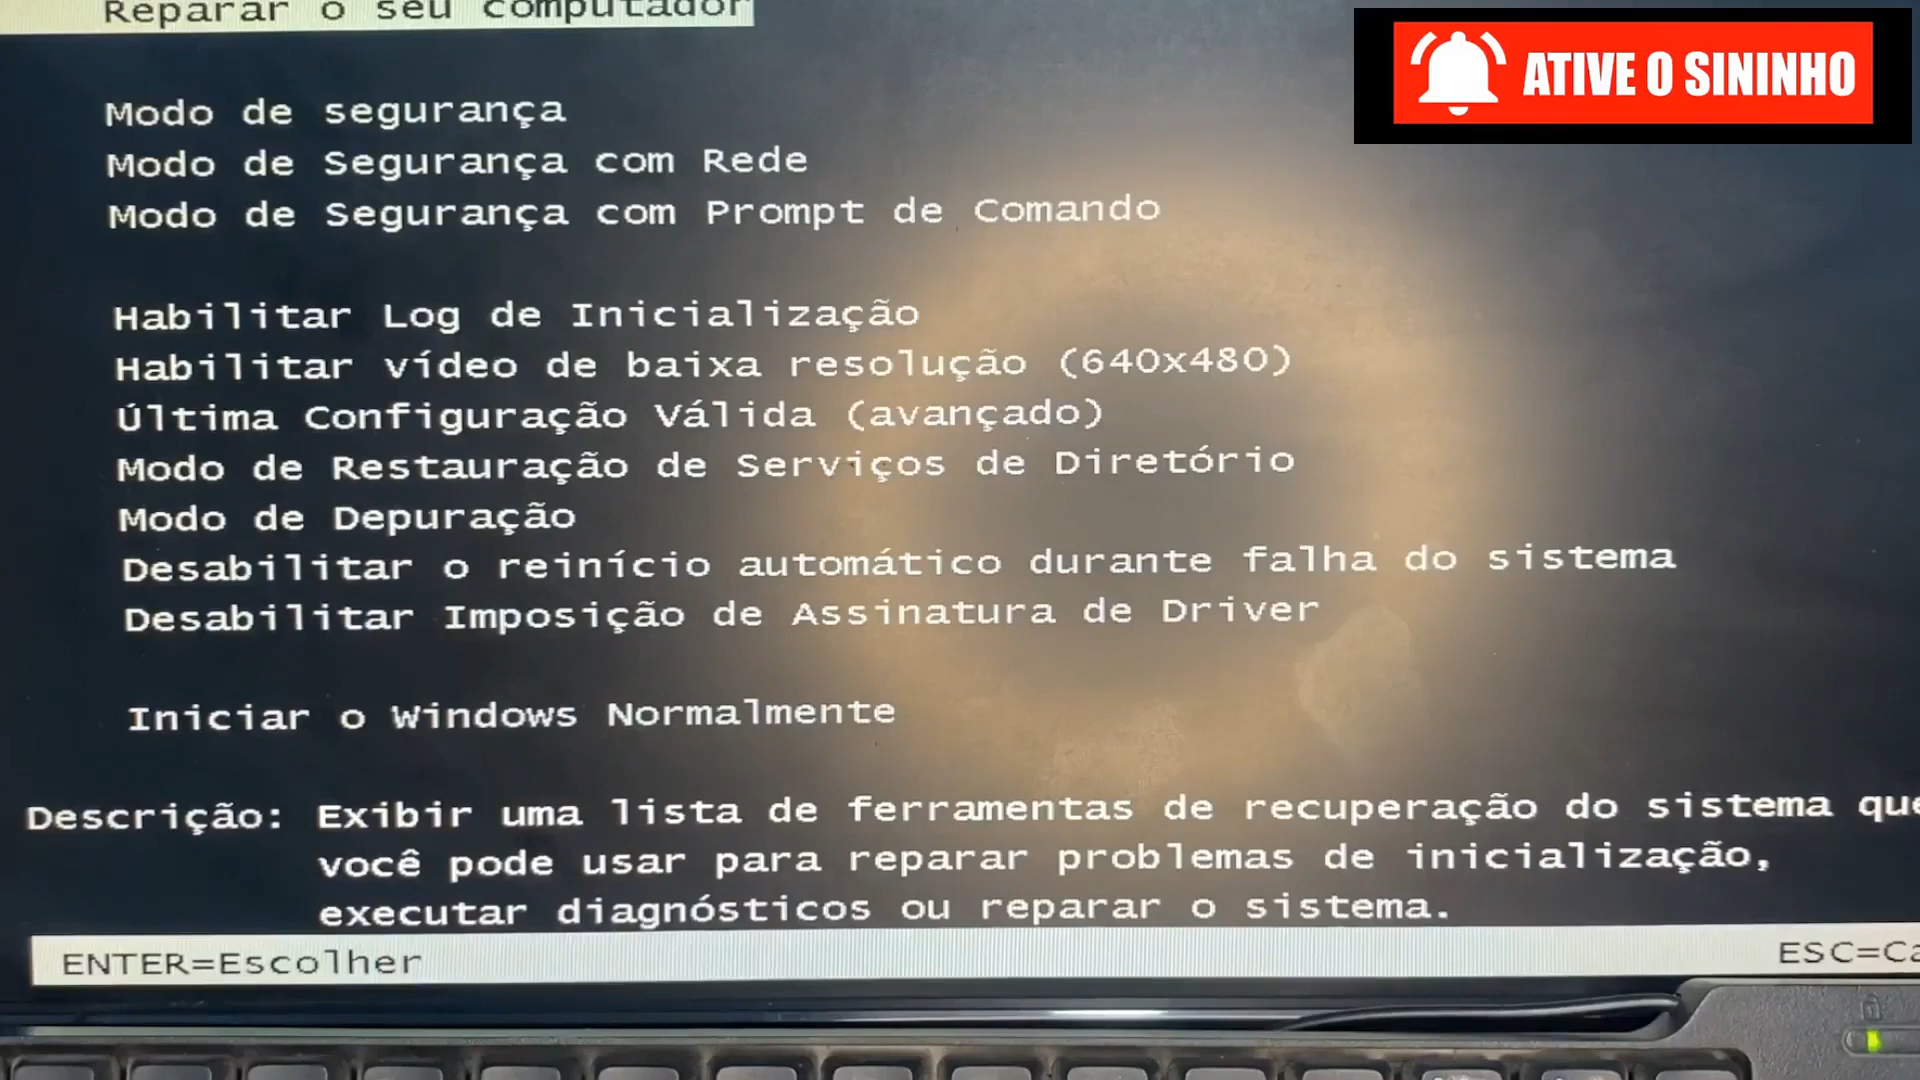 Reparar o seu computador
ATIVE O SININHO
Modo de segurança
Modo de Segurança com Rede
Modo de Segurança com Prompt de Comando
Habilitar Log de Inicialização
Habilitar vídeo de baixa resolução (640x480)
Última Configuração Válida (avançado)
Modo de Restauração de Serviços de Diretório
Modo de Depuração
Desabilitar o reinício automático durante falha do sistema
Desabilitar Imposição de Assinatura de Driver
Iniciar o Windows Normalmente
Descrição: Exibir uma lista de ferramentas de recuperação do sistema que
você pode usar para reparar problemas de inicialização,
executar diagnósticos ou reparar o sistema.
ENTER=Escolher ESC=Ca